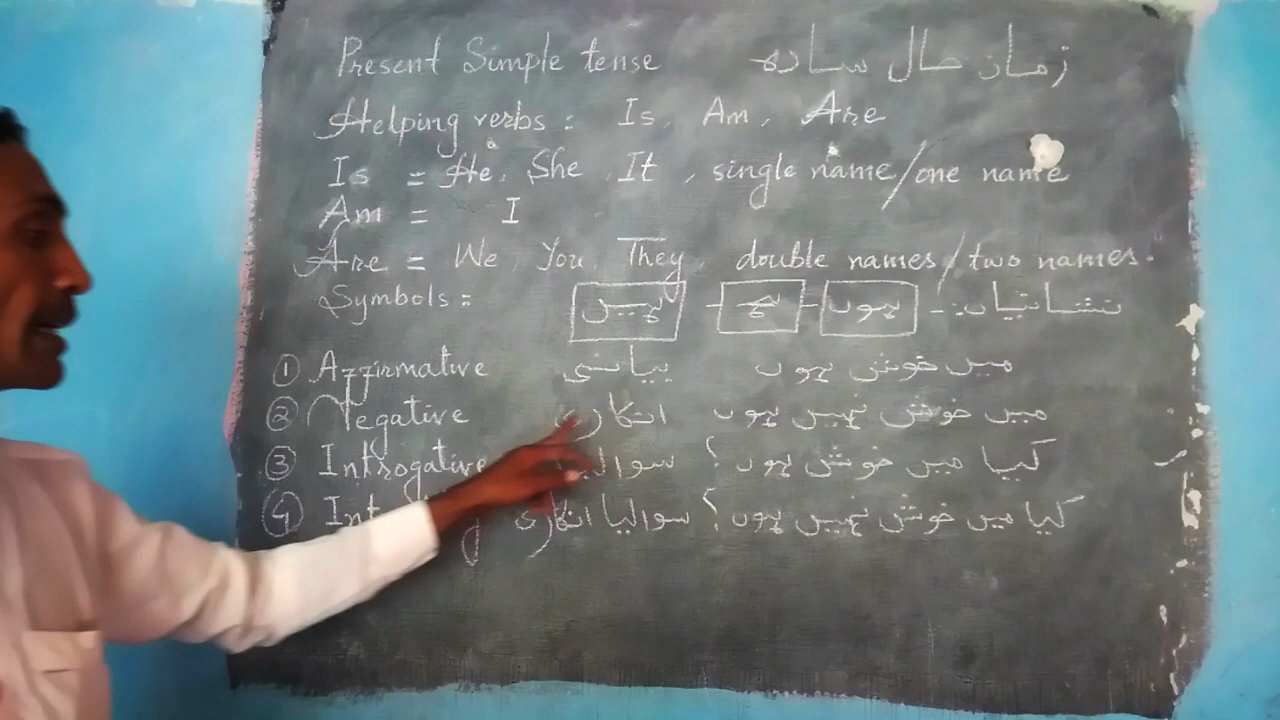 Present Simple tense زمان حال سادہ
Helping verbs : Is, Am, Are
Is = He, She, It, single name/one name
Am = I
Are = We, You, They, double names/two names.
Symbols: نشانیاں:- ہوں - ہے - ہیں
① Affirmative بیانی میں خوش ہوں
② Negative انکاری میں خوش نہیں ہوں
③ Introgative کیا میں خوش ہوں؟
④ سوالیا انکاری کیا میں خوش نہیں ہوں؟